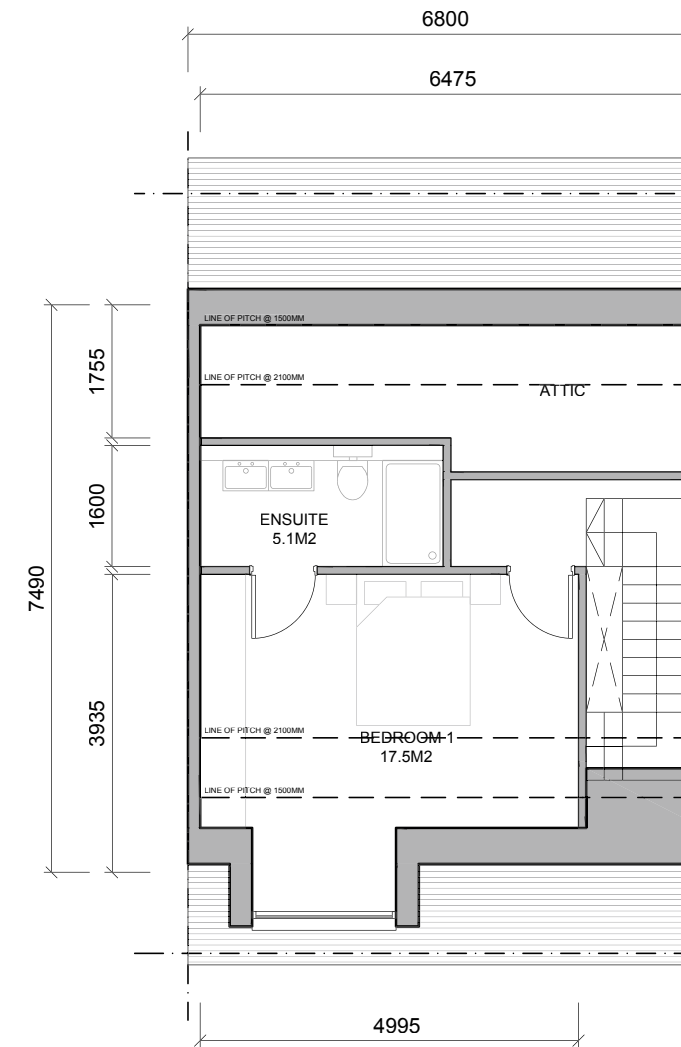 6800
6475
LINE OF PITCH @ 1500MM
LINE OF PITCH @ 2100MM
ATTIC
1755
1600
ENSUITE
5.1M2
7490
3935
LINE OF PITCH @ 2100MM
BEDROOM 1
17.5M2
LINE OF PITCH @ 1500MM
4995